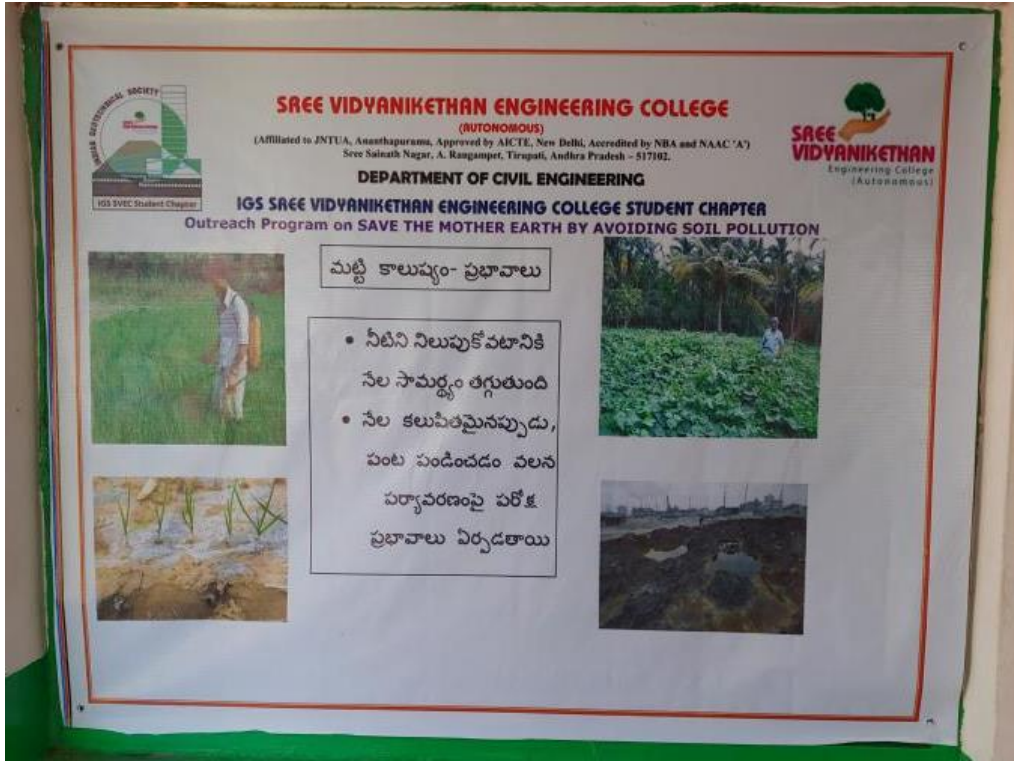 INDIAN GEOTECHNICAL SOCIETY
IGS SVEC Student Chapter
SREE VIDYANIKETHAN ENGINEERING COLLEGE
(AUTONOMOUS)
(Affiliated to JNTUA, Ananthapuramu, Approved by AICTE, New Delhi, Accredited by NBA and NAAC 'A')
Sree Sainath Nagar, A. Rangampet, Tirupati, Andhra Pradesh – 517102.
DEPARTMENT OF CIVIL ENGINEERING
IGS SREE VIDYANIKETHAN ENGINEERING COLLEGE STUDENT CHAPTER
Outreach Program on SAVE THE MOTHER EARTH BY AVOIDING SOIL POLLUTION
SREE
VIDYANIKETHAN
Engineering College
(Autonomous)
మట్టి కాలుష్యం- ప్రభావాలు
• నీటిని నిలుపుకోవటానికి
నేల సామర్థ్యం తగ్గుతుంది
• నేల కలుషితమైనప్పుడు,
పంట పండించడం వలన
పర్యావరణంపై పరోక్ష
ప్రభావాలు ఏర్పడతాయి